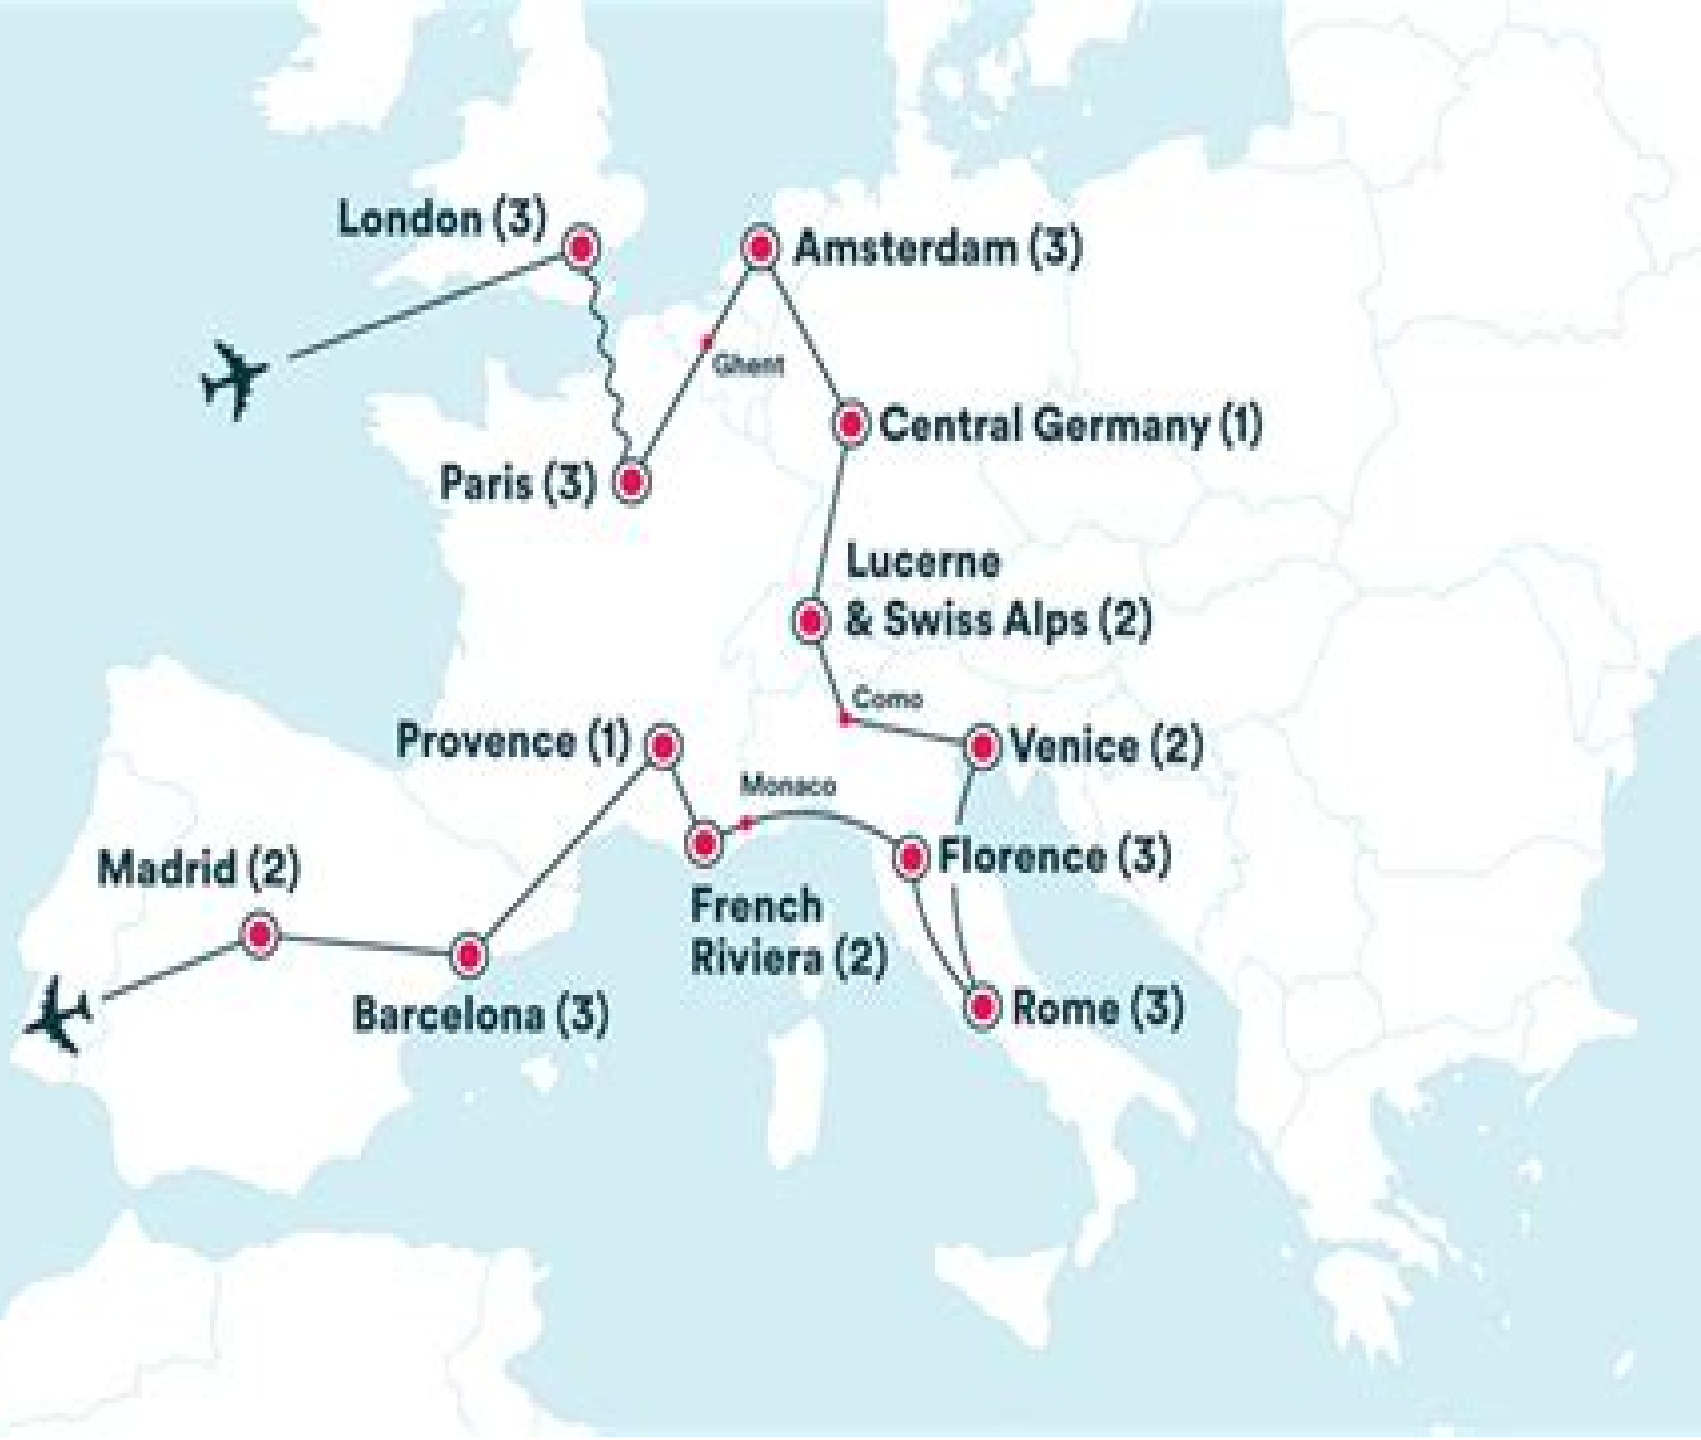 London (3)
Amsterdam (3)
Ghent
Central Germany (1)
Paris (3)
Lucerne
& Swiss Alps (2)
Como
Provence (1)
Venice (2)
Monaco
Madrid (2)
Florence (3)
French
Riviera (2)
Barcelona (3)
Rome (3)